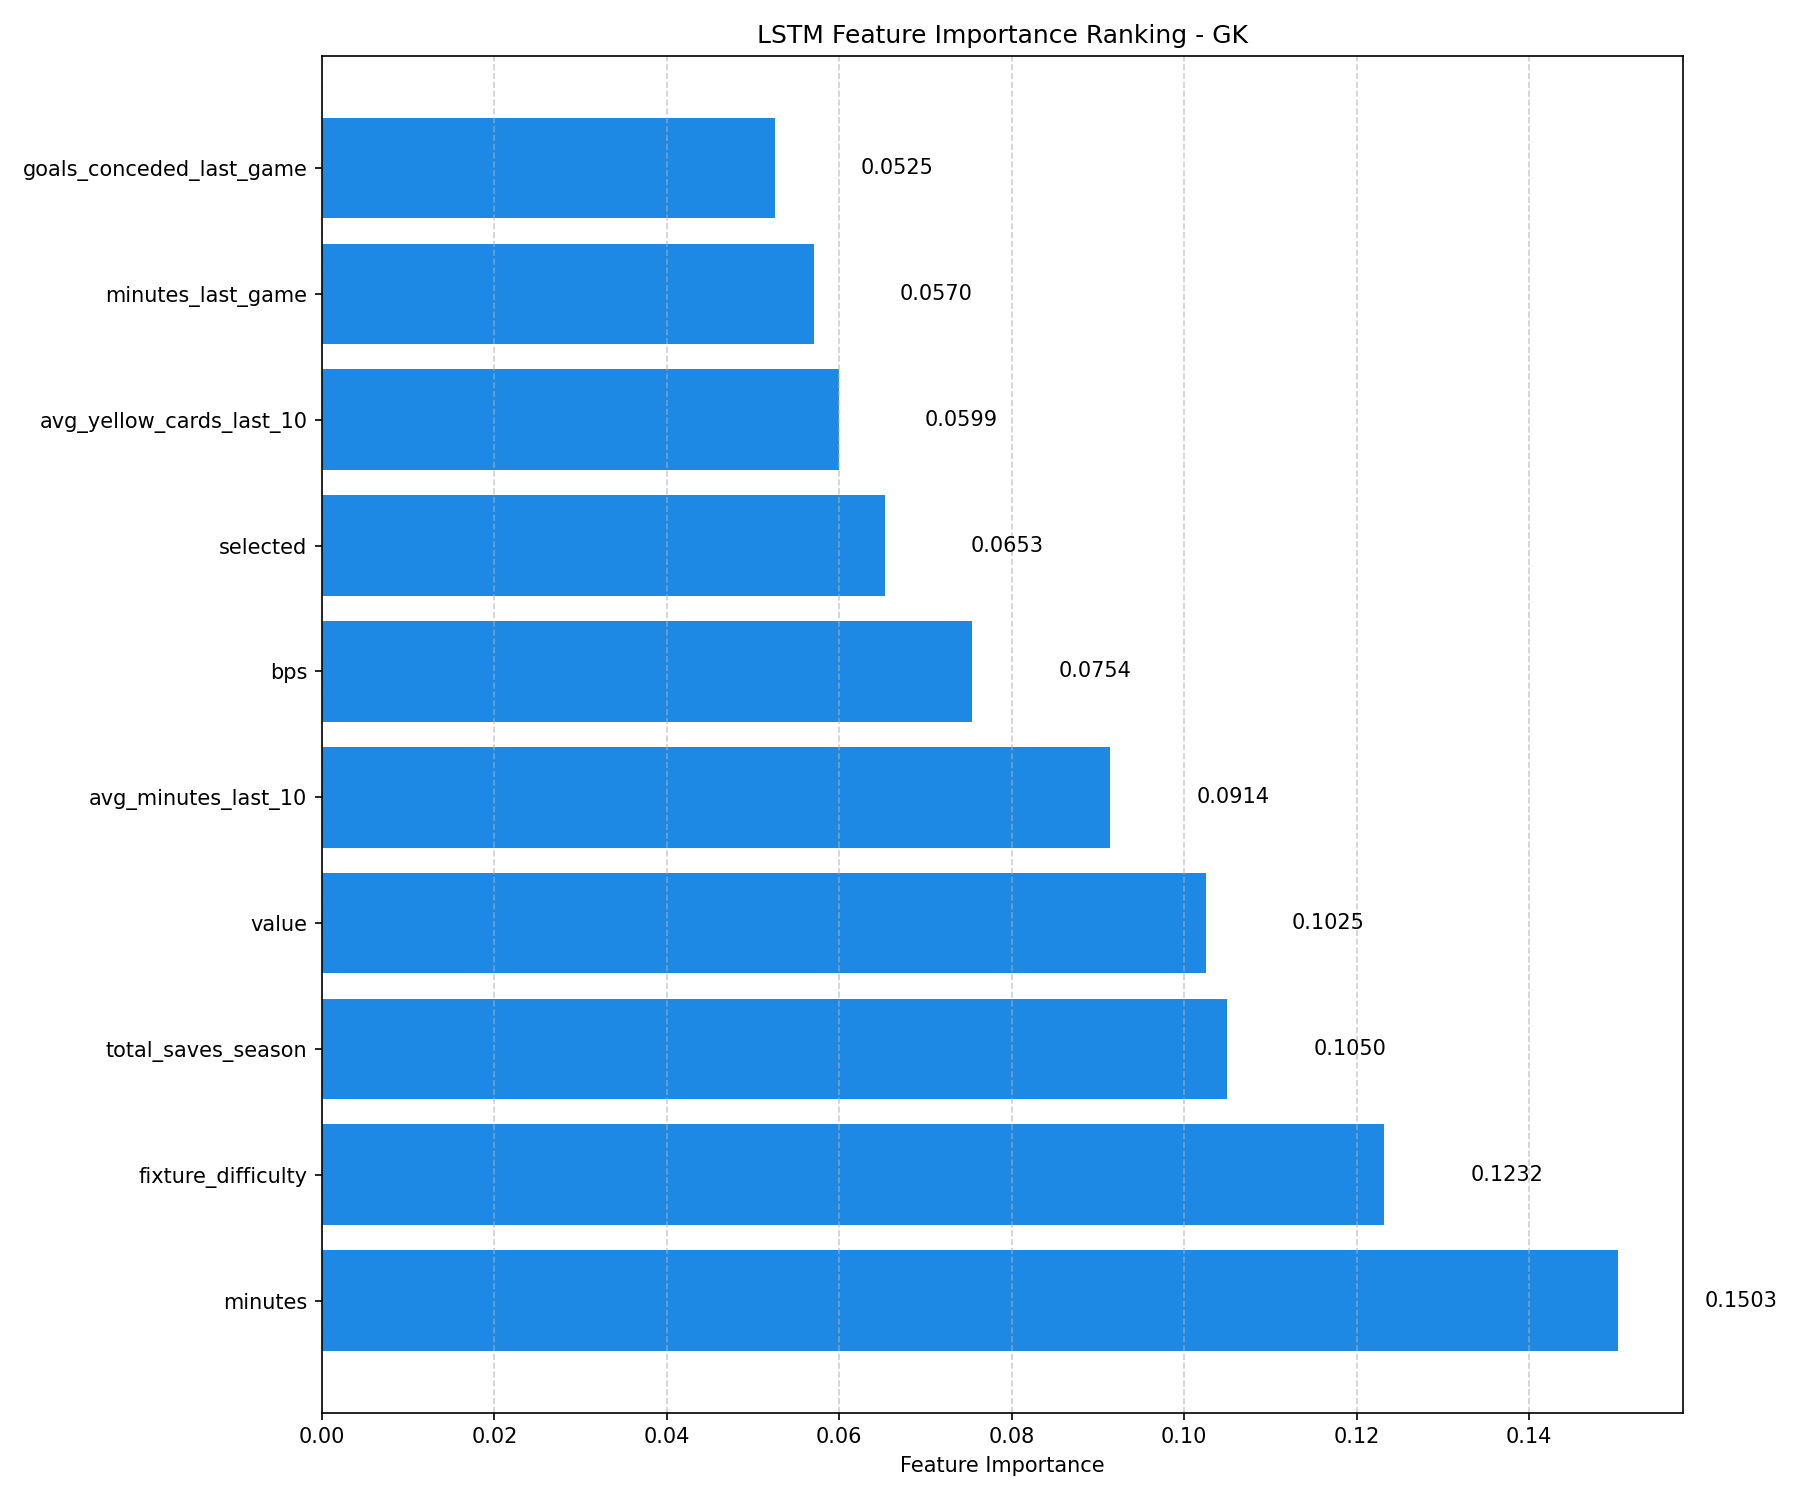 LSTM Feature Importance Ranking - GK
goals_conceded_last_game 0.0525
minutes_last_game 0.0570
avg_yellow_cards_last_10 0.0599
selected 0.0653
bps 0.0754
avg_minutes_last_10 0.0914
value 0.1025
total_saves_season 0.1050
fixture_difficulty 0.1232
minutes 0.1503
0.00 0.02 0.04 0.06 0.08 0.10 0.12 0.14
Feature Importance